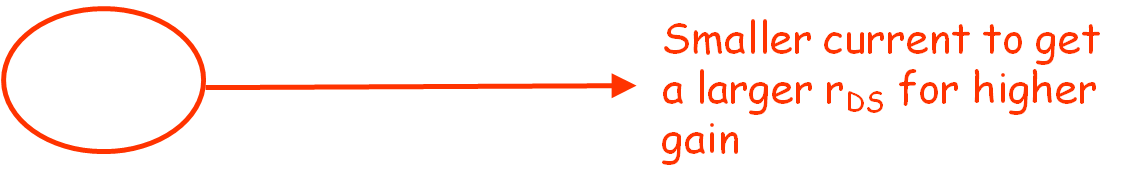 Smaller current to get
a larger rDS for higher
gain